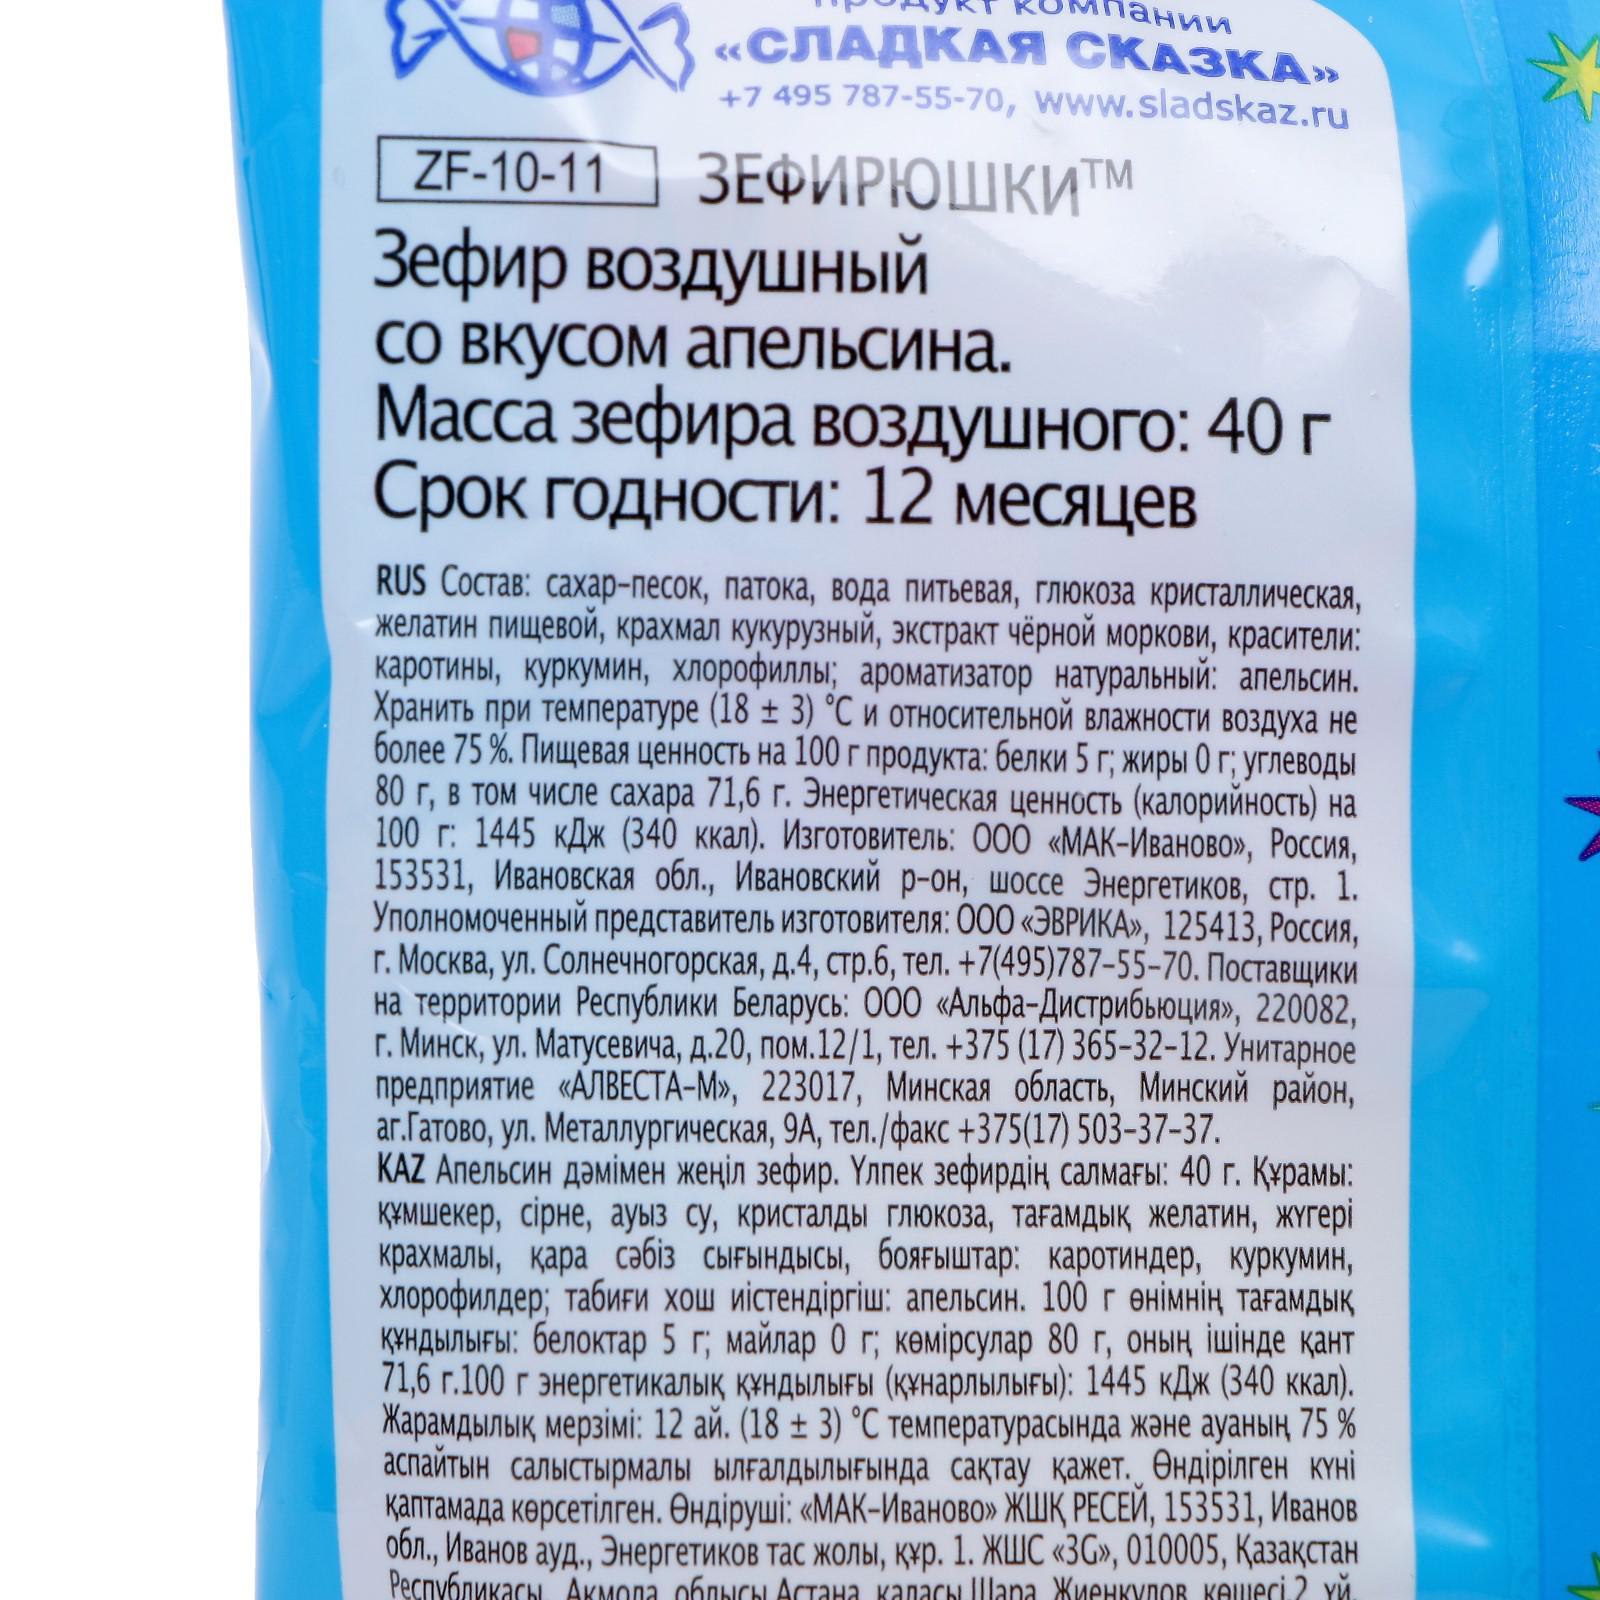 продукт компании
«СЛАДКАЯ СКАЗКА»
+7 495 787-55-70, www.sladskaz.ru
ZF-10-11 ЗЕФИРЮШКИ™
Зефир воздушный
со вкусом апельсина.
Масса зефира воздушного: 40 г
Срок годности: 12 месяцев
RUS Состав: сахар-песок, патока, вода питьевая, глюкоза кристаллическая,
желатин пищевой, крахмал кукурузный, экстракт чёрной моркови, красители:
каротины, куркумин, хлорофиллы; ароматизатор натуральный: апельсин.
Хранить при температуре (18 ± 3) °С и относительной влажности воздуха не
более 75 %. Пищевая ценность на 100 г продукта: белки 5 г; жиры 0 г; углеводы
80 г, в том числе сахара 71,6 г. Энергетическая ценность (калорийность) на
100 г: 1445 кДж (340 ккал). Изготовитель: ООО «МАК-Иваново», Россия,
153531, Ивановская обл., Ивановский р-он, шоссе Энергетиков, стр. 1.
Уполномоченный представитель изготовителя: ООО «ЭВРИКА», 125413, Россия,
г. Москва, ул. Солнечногорская, д.4, стр.6, тел. +7(495)787-55-70. Поставщики
на территории Республики Беларусь: ООО «Альфа-Дистрибьюция», 220082,
г. Минск, ул. Матусевича, д.20, пом.12/1, тел. +375 (17) 365-32-12. Унитарное
предприятие «АЛВЕСТА-М», 223017, Минская область, Минский район,
аг.Гатово, ул. Металлургическая, 9А, тел./факс +375(17) 503-37-37.
KAZ Апельсин дәмімен жеңіл зефир. Үлпек зефирдің салмағы: 40 г. Құрамы:
құмшекер, сірне, ауыз су, кристалды глюкоза, тағамдық желатин, жүгері
крахмалы, қара сәбіз сығындысы, бояғыштар: каротиндер, куркумин,
хлорофилдер; табиғи хош иістендіргіш: апельсин. 100 г өнімнің тағамдық
құндылығы: белоктар 5 г; майлар 0 г; көмірсулар 80 г, оның ішінде қант
71,6 г.100 г энергетикалық құндылығы (құнарлылығы): 1445 кДж (340 ккал).
Жарамдылық мерзімі: 12 ай. (18 ± 3) °С температурасында және ауаның 75 %
аспайтын салыстырмалы ылғалдылығында сақтау қажет. Өндірілген күні
қаптамада көрсетілген. Өндіруші: «МАК-Иваново» ЖШҚ РЕСЕЙ, 153531, Иванов
обл., Иванов ауд., Энергетиков тас жолы, құр. 1. ЖШС «3G», 010005, Қазақстан
Республикасы, Ақмола облысы Астана қаласы Шара Жиенкулов көшесі,2 үй,